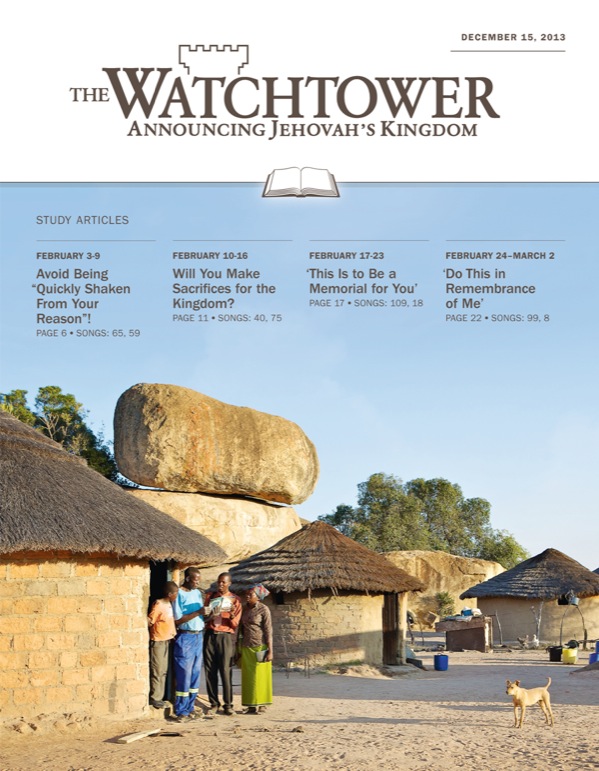 DECEMBER 15, 2013
THE WATCHTOWER
ANNOUNCING JEHOVAH'S KINGDOM
STUDY ARTICLES
FEBRUARY 3-9
Avoid Being
“Quickly Shaken
From Your
Reason”!
PAGE 6 • SONGS: 65, 59
FEBRUARY 10-16
Will You Make
Sacrifices for the
Kingdom?
PAGE 11 • SONGS: 40, 75
FEBRUARY 17-23
‘This Is to Be a
Memorial for You’
PAGE 17 • SONGS: 109, 18
FEBRUARY 24–MARCH 2
‘Do This in
Remembrance
of Me’
PAGE 22 • SONGS: 99, 8